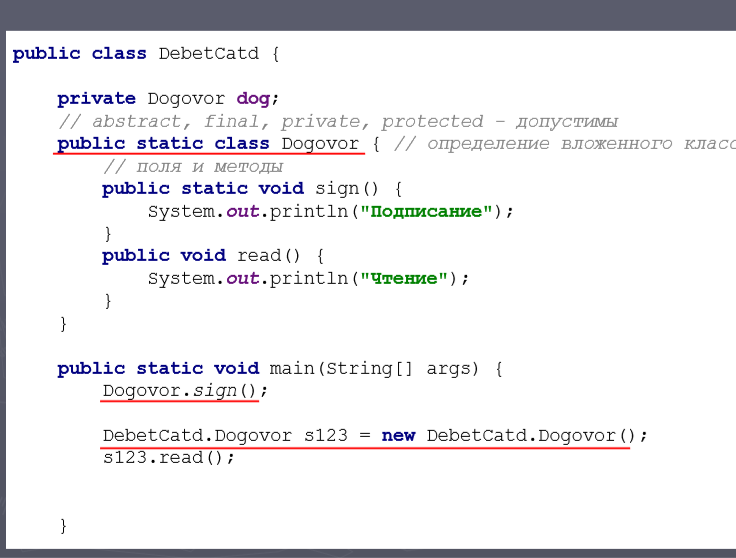 public class DebetCatd {
private Dogovor dog;
// abstract, final, private, protected - допустимы
public static class Dogovor { // определение вложенного класс
// поля и методы
public static void sign() {
System.out.println("Подписание");
}
public void read() {
System.out.println("Чтение");
}
}
public static void main(String[] args) {
Dogovor.sign();
DebetCatd.Dogovor s123 = new DebetCatd.Dogovor();
s123.read();
}